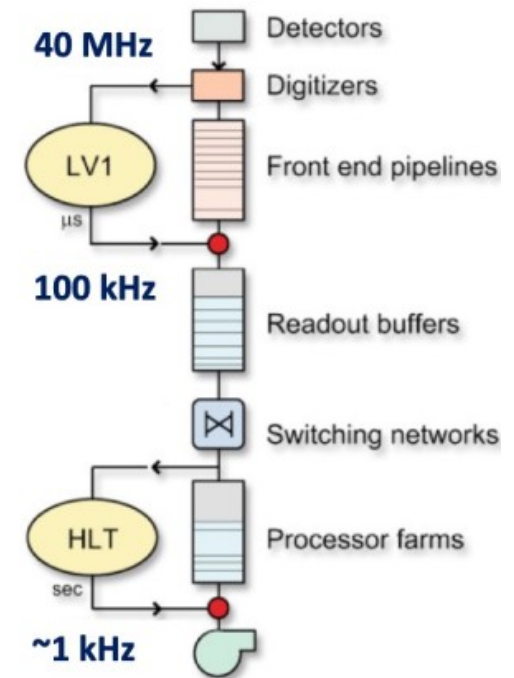 Detectors
40 MHz
Digitizers
LV1
Front end pipelines
μs
100 kHz
Readout buffers
Switching networks
HLT
Processor farms
sec
~1 kHz